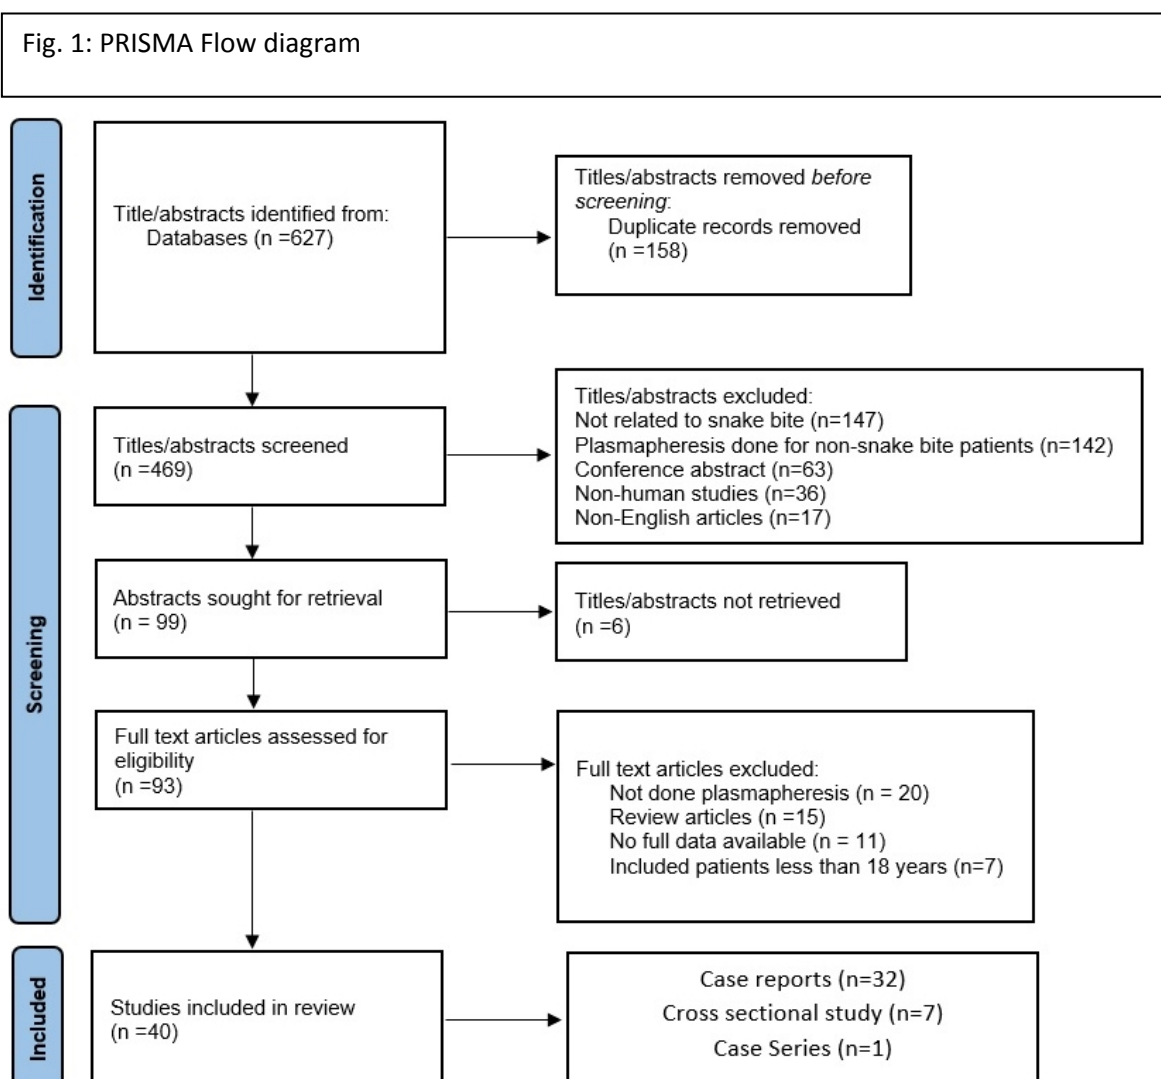 Fig. 1: PRISMA Flow diagram
Identification
Title/abstracts identified from:
Databases (n =627)
Titles/abstracts removed before
screening:
Duplicate records removed
(n =158)
Screening
Titles/abstracts screened
(n =469)
Titles/abstracts excluded:
Not related to snake bite (n=147)
Plasmapheresis done for non-snake bite patients (n=142)
Conference abstract (n=63)
Non-human studies (n=36)
Non-English articles (n=17)
Abstracts sought for retrieval
(n = 99)
Titles/abstracts not retrieved
(n =6)
Full text articles assessed for
eligibility
(n =93)
Full text articles excluded:
Not done plasmapheresis (n = 20)
Review articles (n =15)
No full data available (n = 11)
Included patients less than 18 years (n=7)
Included
Studies included in review
(n =40)
Case reports (n=32)
Cross sectional study (n=7)
Case Series (n=1)